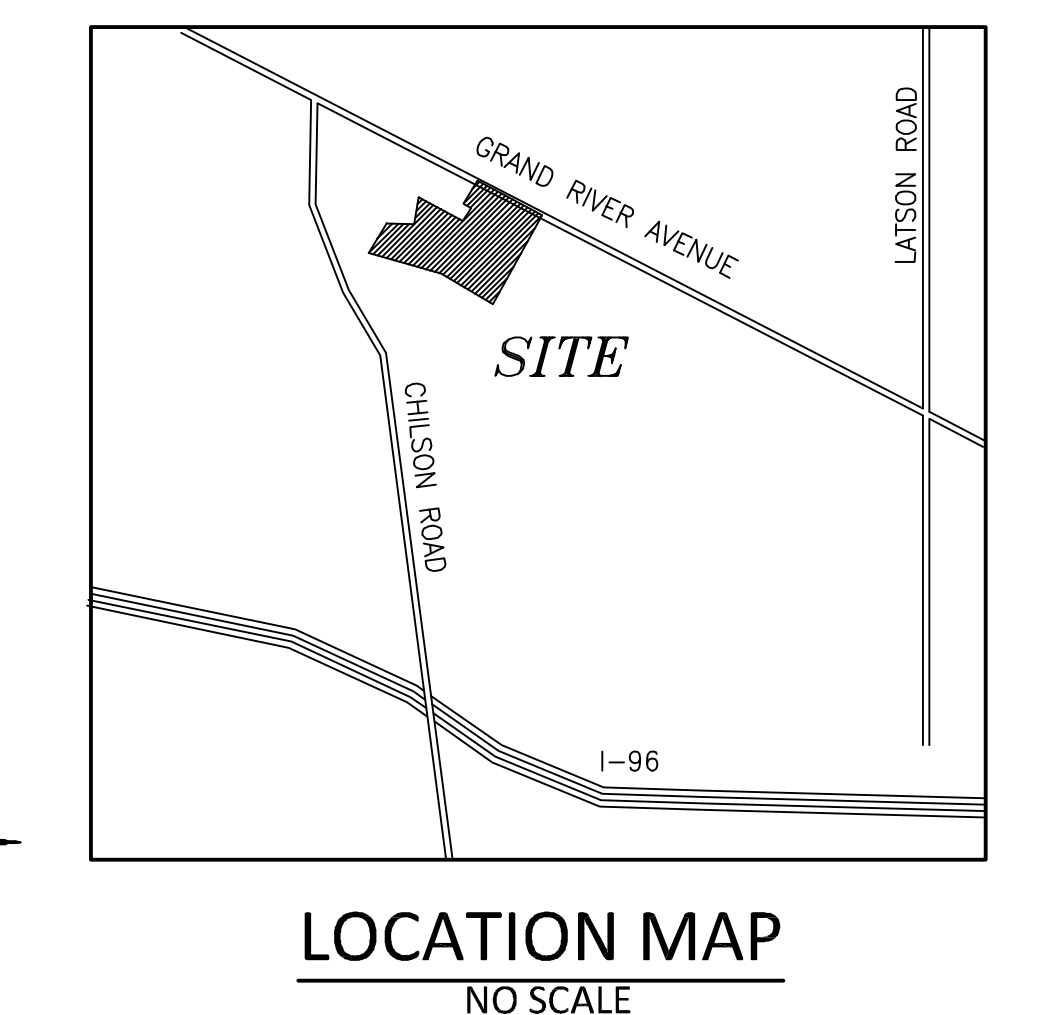 LATSON ROAD
GRAND RIVER AVENUE
SITE
CHILSON ROAD
I-96
LOCATION MAP
NO SCALE